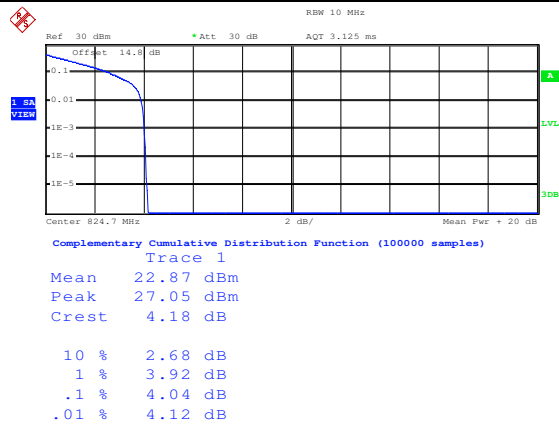 RBW 10 MHz
Ref 30 dBm * Att 30 dB AQT 3.125 ms
Offset 14.8 dB
0.1
A
0.01
1 SA
VIEW
1E-3
LVL
1E-4
1E-5
3DB
Center 824.7 MHz 2 dB/ Mean Pwr + 20 dB
Complementary Cumulative Distribution Function (100000 samples)
Trace 1
Mean 22.87 dBm
Peak 27.05 dBm
Crest 4.18 dB
10 % 2.68 dB
1 % 3.92 dB
.1 % 4.04 dB
.01 % 4.12 dB